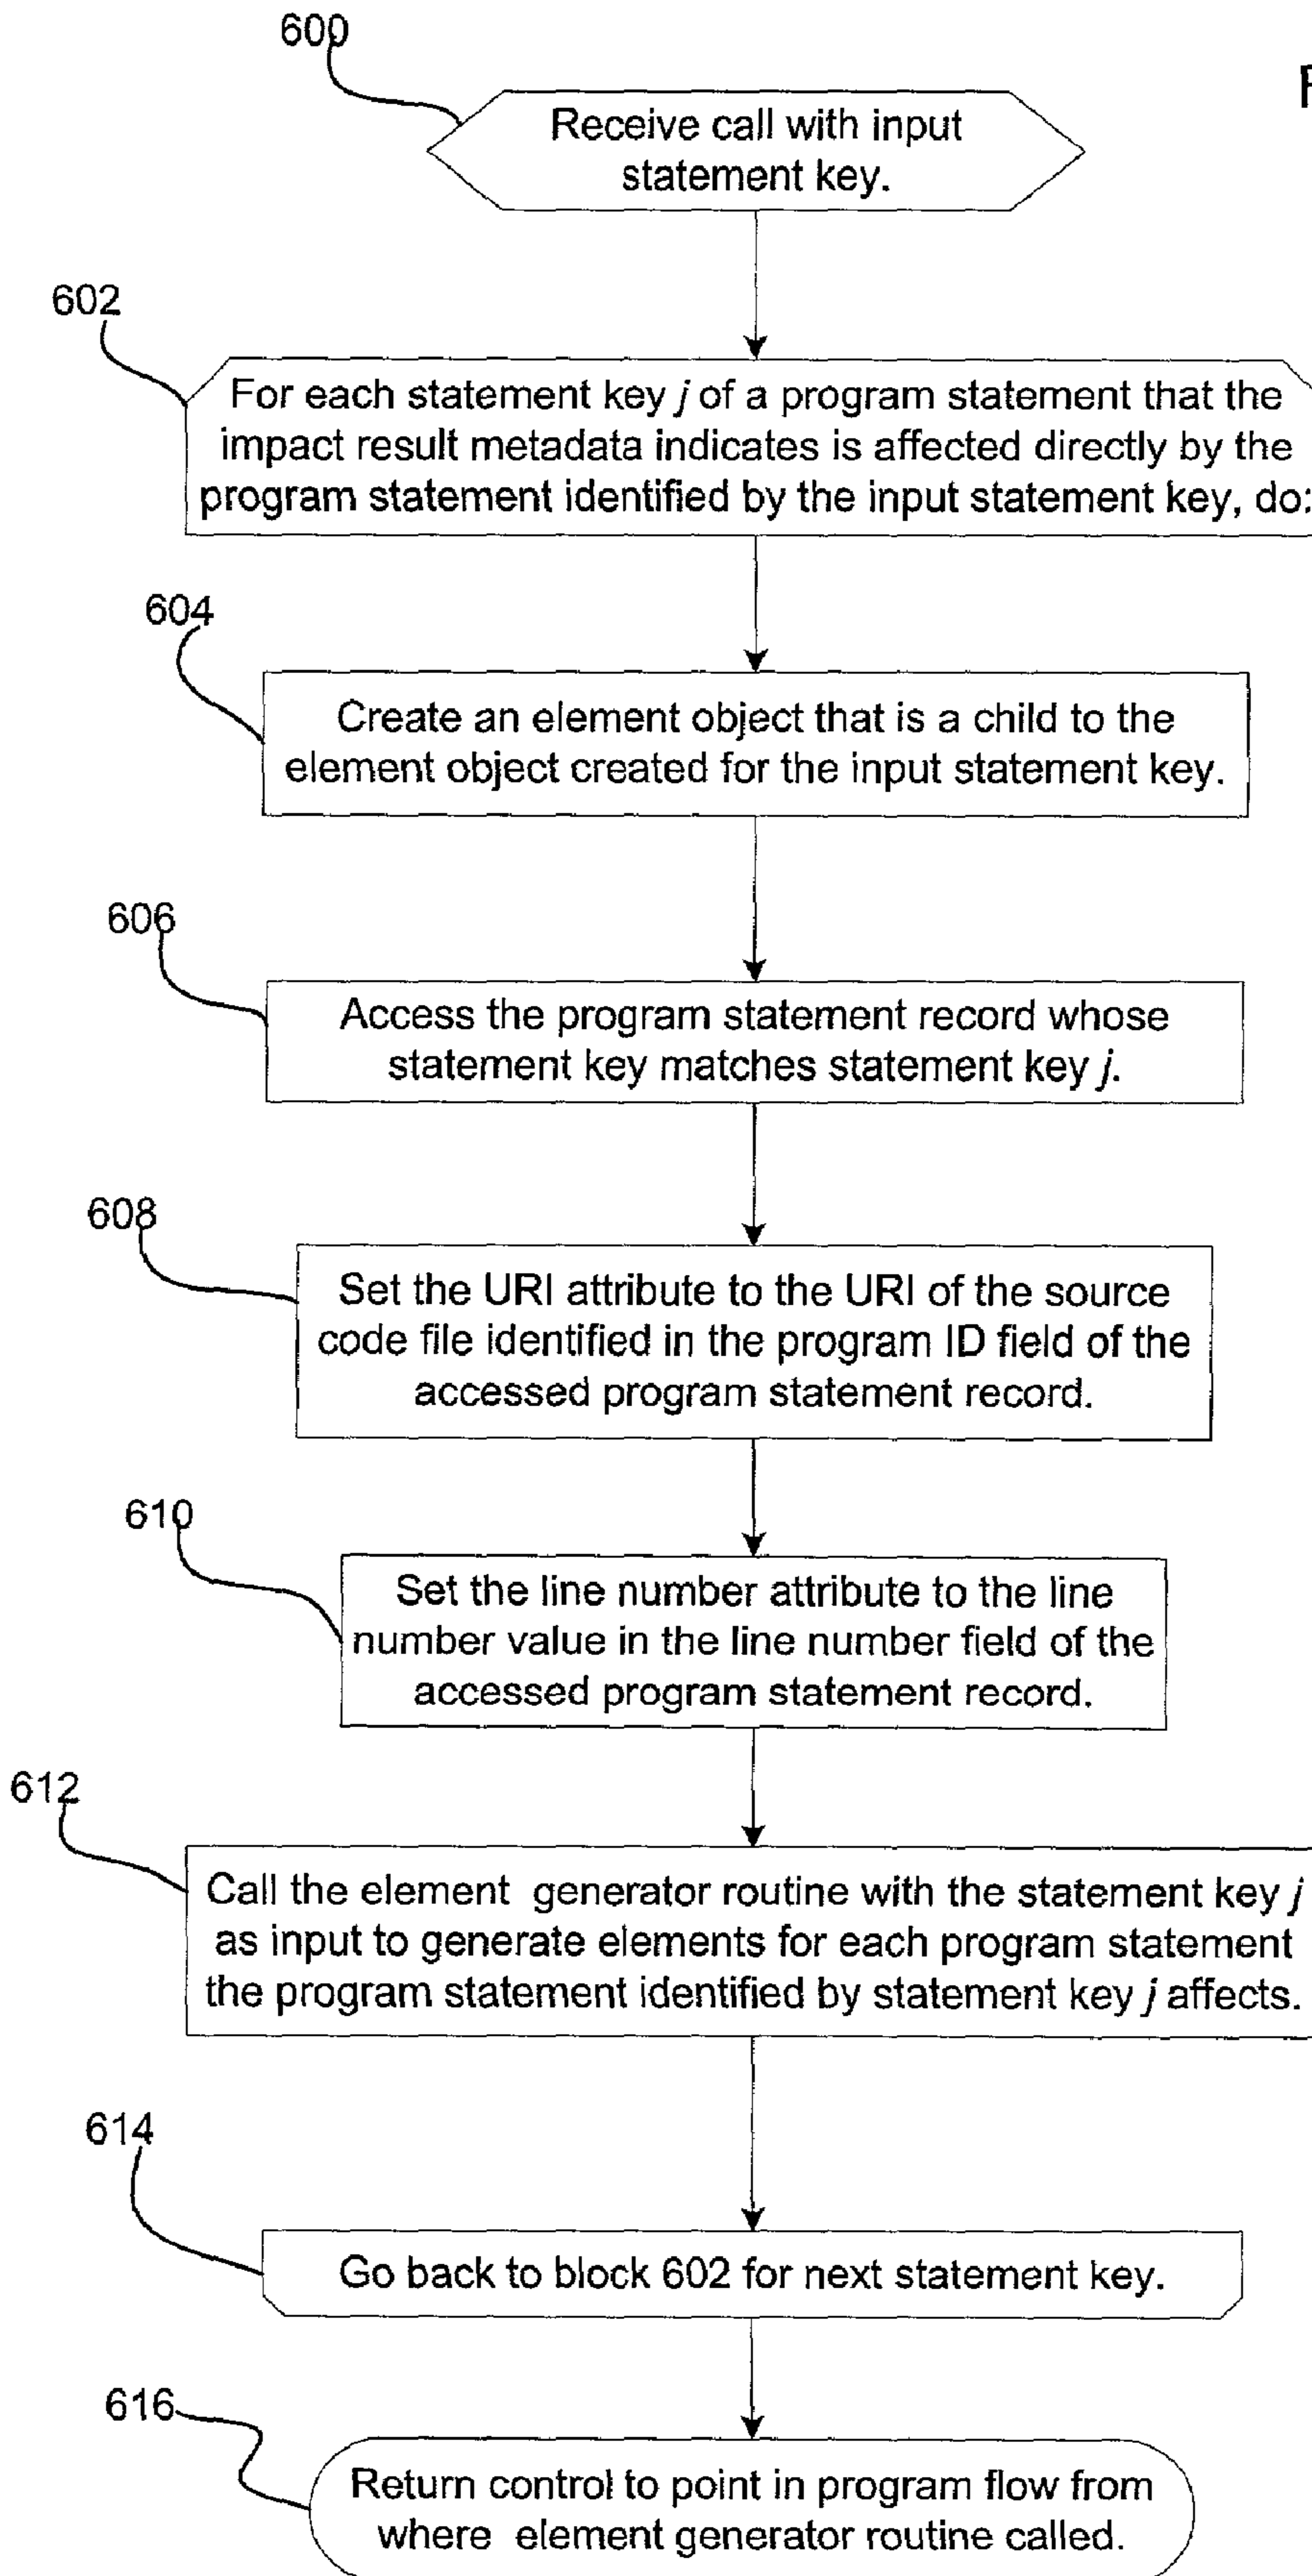 600
F
Receive call with input
statement key.
602
For each statement key j of a program statement that the
impact result metadata indicates is affected directly by the
program statement identified by the input statement key, do:
604
Create an element object that is a child to the
element object created for the input statement key.
606
Access the program statement record whose
statement key matches statement key j.
608
Set the URI attribute to the URI of the source
code file identified in the program ID field of the
accessed program statement record.
610
Set the line number attribute to the line
number value in the line number field of the
accessed program statement record.
612
Call the element generator routine with the statement key j
as input to generate elements for each program statement
the program statement identified by statement key j affects.
614
Go back to block 602 for next statement key.
616
Return control to point in program flow from
where element generator routine called.